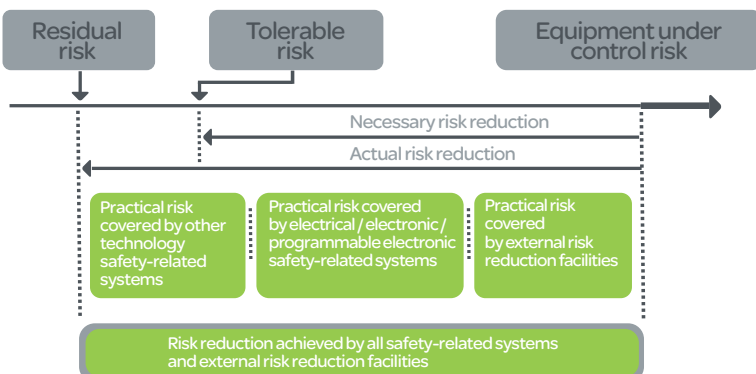 Residual
risk
Tolerable
risk
Equipment under
control risk
Necessary risk reduction
Actual risk reduction
Practical risk
covered by other
technology
safety-related
systems
Practical risk covered
by electrical / electronic /
programmable electronic
safety-related systems
Practical risk
covered
by external risk
reduction facilities
Risk reduction achieved by all safety-related systems
and external risk reduction facilities